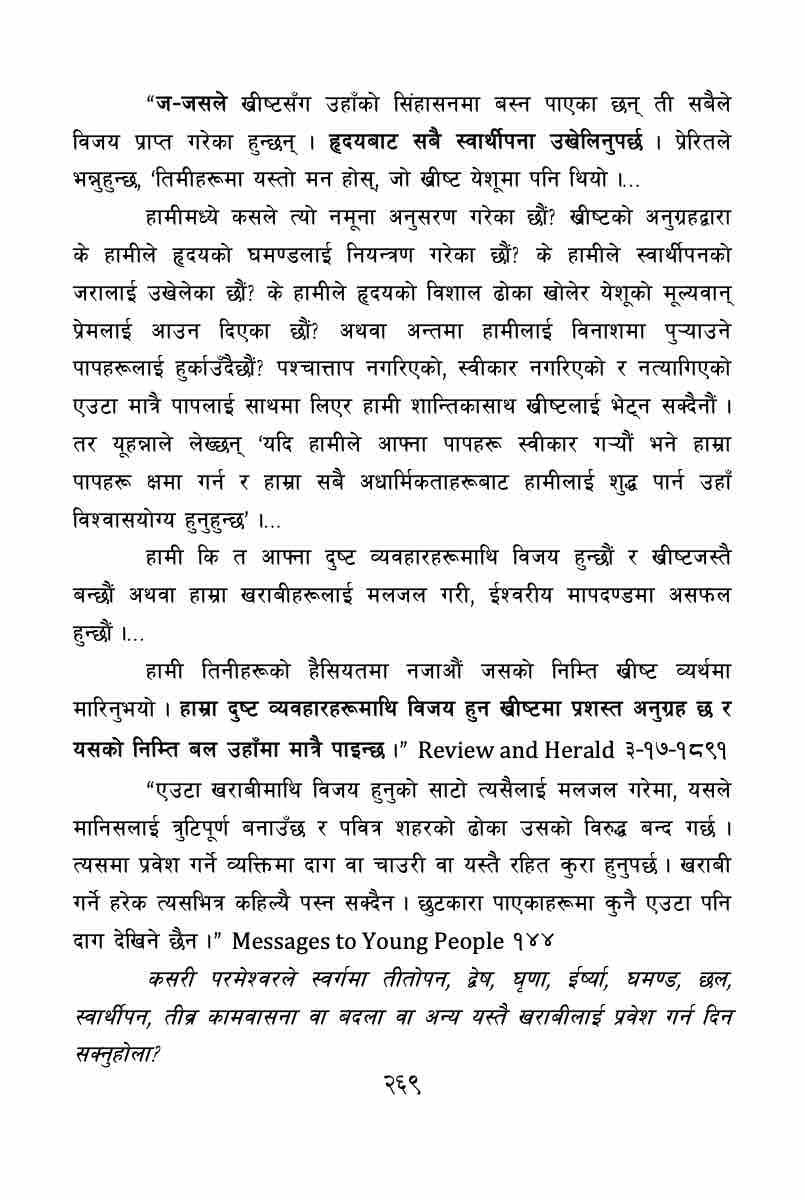 “ज-जसले ख्रीष्टसँग उहाँको सिंहासनमा बस्न पाएका छन् ती सबैले
विजय प्राप्त गरेका हुन्छन् । हृदयबाट सबै स्वार्थीपना उखेलिनुपर्छ । प्रेरितले
भन्नुहुन्छ, ‘तिमीहरूमा यस्तो मन होस्, जो ख्रीष्ट येशूमा पनि थियो ।...
हामीमध्ये कसले त्यो नमूना अनुसरण गरेका छौं? ख्रीष्टको अनुग्रहद्वारा
के हामीले हृदयको घमण्डलाई नियन्त्रण गरेका छौं? के हामीले स्वार्थीपनको
जरालाई उखेलेका छौं? के हामीले हृदयको विशाल ढोका खोलेर येशूको मूल्यवान्
प्रेमलाई आउन दिएका छौं? अथवा अन्तमा हामीलाई विनाशमा पुऱ्याउने
पापहरूलाई हुर्काउँदैछौं? पश्चात्ताप नगरिएको, स्वीकार नगरिएको र नत्यागिएको
एउटा मात्रै पापलाई साथमा लिएर हामी शान्तिकासाथ ख्रीष्टलाई भेट्न सक्दैनौं ।
तर यूहन्नाले लेख्छन् ‘यदि हामीले आफ्ना पापहरू स्वीकार गऱ्यौं भने हाम्रा
पापहरू क्षमा गर्न र हाम्रा सबै अधार्मिकताहरूबाट हामीलाई शुद्ध पार्न उहाँ
विश्वासयोग्य हुनुहुन्छ’ ।...
हामी कि त आफ्ना दुष्ट व्यवहारहरूमाथि विजय हुन्छौं र ख्रीष्टजस्तै
बन्छौं अथवा हाम्रा खराबीहरूलाई मलजल गरी, ईश्वरीय मापदण्डमा असफल
हुन्छौं ।...
हामी तिनीहरूको हैसियतमा नजाऔं जसको निम्ति ख्रीष्ट व्यर्थमा
मारिनुभयो । हाम्रा दुष्ट व्यवहारहरूमाथि विजय हुन ख्रीष्टमा प्रशस्त अनुग्रह छ र
यसको निम्ति बल उहाँमा मात्रै पाइन्छ ।” Review and Herald ३-१७-१८९१
“एउटा खराबीमाथि विजय हुनुको साटो त्यसैलाई मलजल गरेमा, यसले
मानिसलाई त्रुटिपूर्ण बनाउँछ र पवित्र शहरको ढोका उसको विरुद्ध बन्द गर्छ ।
त्यसमा प्रवेश गर्ने व्यक्तिमा दाग वा चाउरी वा यस्तै रहित कुरा हुनुपर्छ । खराबी
गर्ने हरेक त्यसभित्र कहिल्यै पस्न सक्दैन । छुटकारा पाएकाहरूमा कुनै एउटा पनि
दाग देखिने छैन ।” Messages to Young People १४४
कसरी परमेश्वरले स्वर्गमा तीतोपन, द्वेष, घृणा, ईर्ष्या, घमण्ड, छल,
स्वार्थीपन, तीव्र कामवासना वा बदला वा अन्य यस्तै खराबीलाई प्रवेश गर्न दिन
सक्नुहोला?
२६९